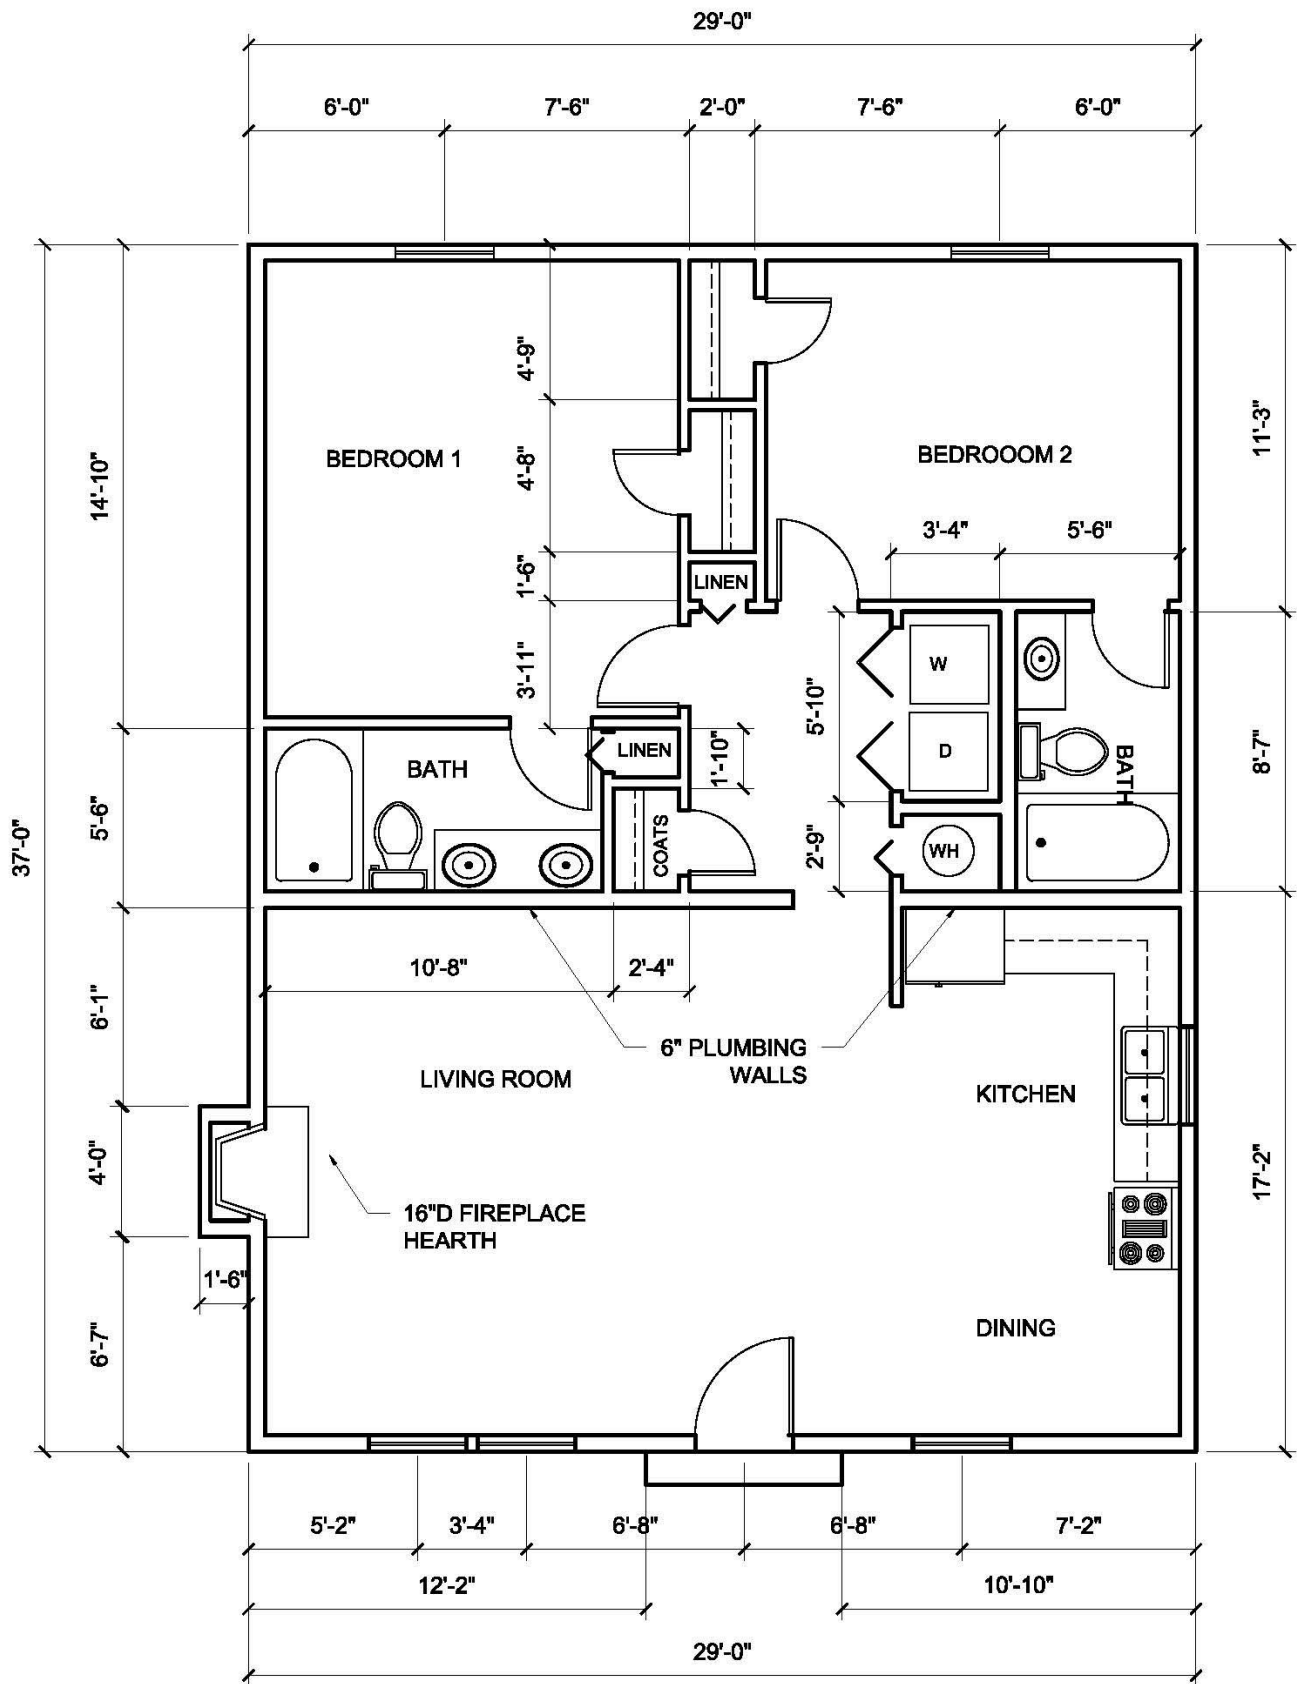 29'-0"
6'-0"
7'-6"
2'-0"
7'-6"
6'-0"
4'-9"
14'-10"
BEDROOM 1
4'-8"
BEDROOOM 2
11'-3"
3'-4"
5'-6"
1'-6"
LINEN
3'-11"
W
5'-10"
D
BATH
LINEN
1'-10"
BATH
8'-7"
37'-0"
5'-6"
COATS
2'-9"
WH
10'-8"
2'-4"
6'-1"
6" PLUMBING
WALLS
LIVING ROOM
KITCHEN
4'-0"
17'-2"
16"D FIREPLACE
HEARTH
1'-6"
6'-7"
DINING
5'-2"
3'-4"
6'-8"
6'-8"
7'-2"
12'-2"
10'-10"
29'-0"